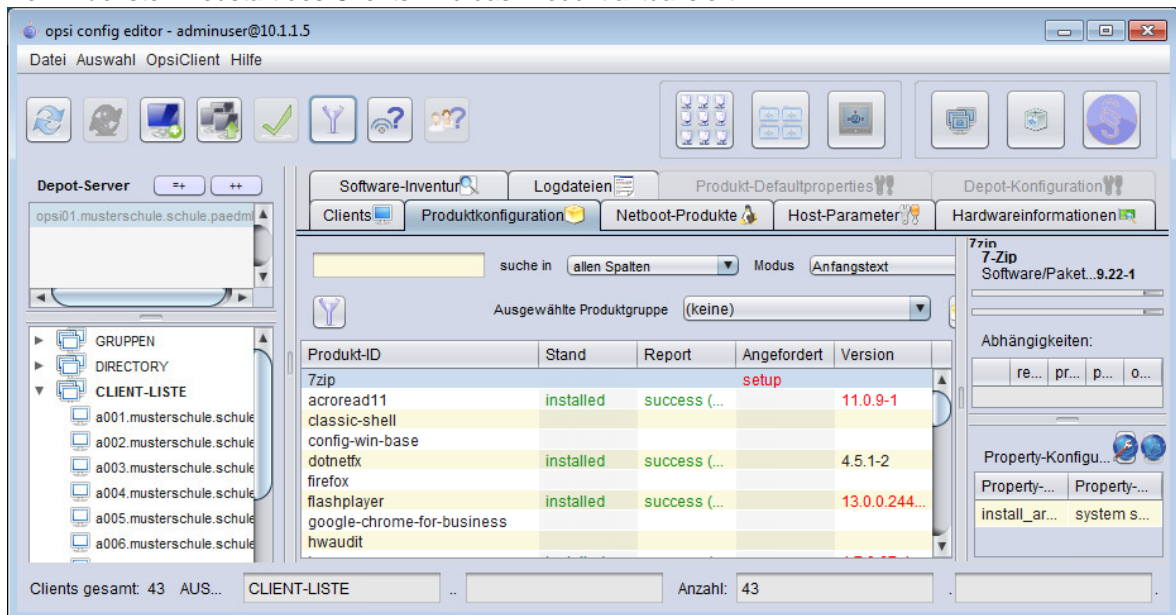 opsi config editor - adminuser@10.1.1.5
Datei Auswahl OpsiClient Hilfe
Depot-Server =+ ++
opsi01.musterschule.schule.paedml
GRUPPEN
DIRECTORY
CLIENT-LISTE
a001.musterschule.schule
a002.musterschule.schule
a003.musterschule.schule
a004.musterschule.schule
a005.musterschule.schule
a006.musterschule.schule
Software-Inventur Logdateien Produkt-Defaultproperties Depot-Konfiguration
Clients Produktkonfiguration Netboot-Produkte Host-Parameter Hardwareinformationen
suche in allen Spalten Modus Anfangstext
Ausgewählte Produktgruppe (keine)
Produkt-ID Stand Report Angefordert Version
7zip setup
acroread11 installed success (... 11.0.9-1
classic-shell
config-win-base
dotnetfx installed success (... 4.5.1-2
firefox
flashplayer installed success (... 13.0.0.244...
google-chrome-for-business
hwaudit
7zip
7-Zip
Software/Paket...9.22-1
Abhängigkeiten:
re... pr... p... o...
Property-Konfigu...
Property-... Property-...
install_ar... system s...
Clients gesamt: 43 AUS... CLIENT-LISTE .. Anzahl: 43 . .